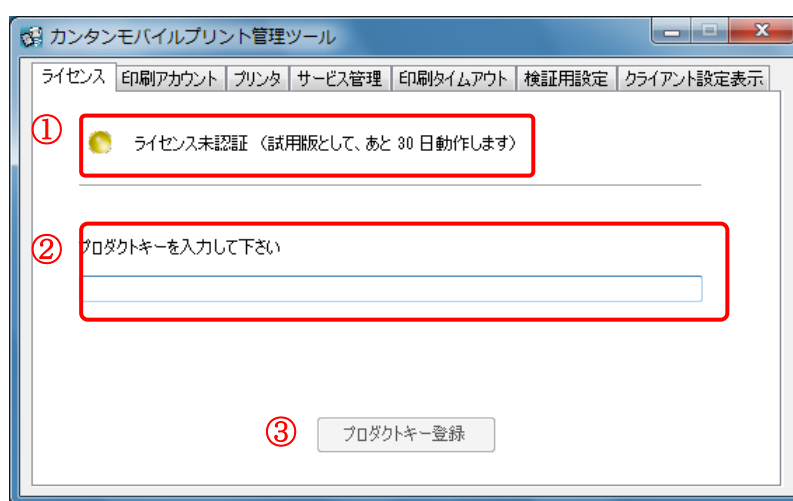 カンタンモバイルプリント管理ツール
ライセンス 印刷アカウント プリンタ サービス管理 印刷タイムアウト 検証用設定 クライアント設定表示
① ライセンス未認証 (試用版として、あと 30 日動作します)
② プロダクトキーを入力して下さい
③ プロダクトキー登録